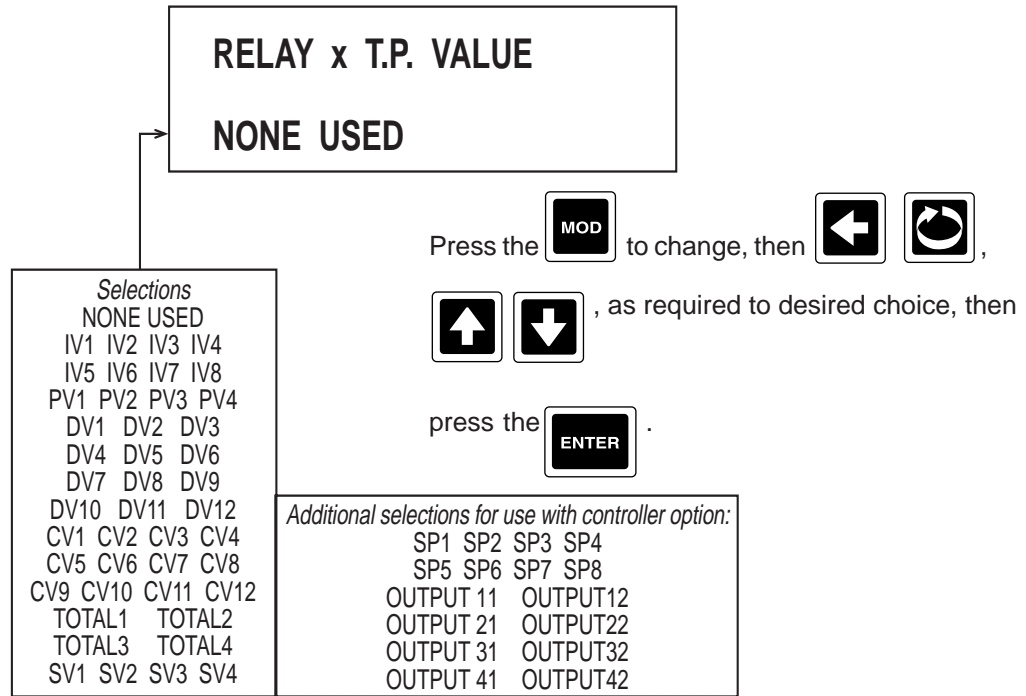 RELAY x T.P. VALUE
NONE USED
Press the MOD to change, then ,
, as required to desired choice, then
press the ENTER .
Selections
NONE USED
IV1 IV2 IV3 IV4
IV5 IV6 IV7 IV8
PV1 PV2 PV3 PV4
DV1 DV2 DV3
DV4 DV5 DV6
DV7 DV8 DV9
DV10 DV11 DV12
CV1 CV2 CV3 CV4
CV5 CV6 CV7 CV8
CV9 CV10 CV11 CV12
TOTAL1 TOTAL2
TOTAL3 TOTAL4
SV1 SV2 SV3 SV4
Additional selections for use with controller option:
SP1 SP2 SP3 SP4
SP5 SP6 SP7 SP8
OUTPUT 11 OUTPUT12
OUTPUT 21 OUTPUT22
OUTPUT 31 OUTPUT32
OUTPUT 41 OUTPUT42